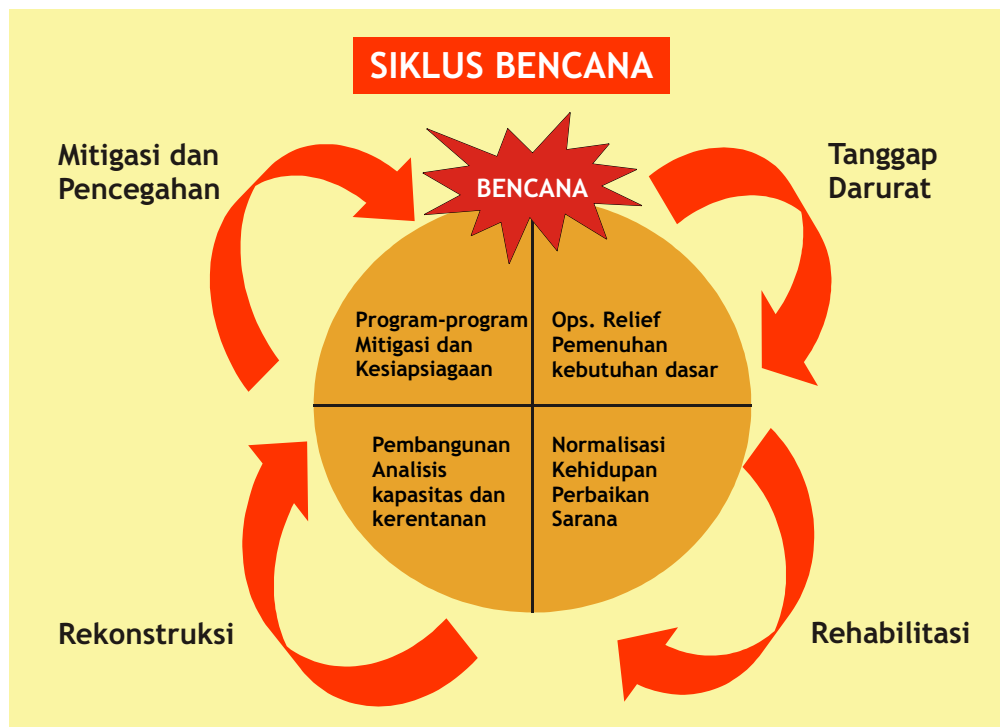 SIKLUS BENCANA
Mitigasi dan
Pencegahan
BENCANA
Tanggap
Darurat
Program-program
Mitigasi dan
Kesiapsiagaan
Ops. Relief
Pemenuhan
kebutuhan dasar
Pembangunan
Analisis
kapasitas dan
kerentanan
Normalisasi
Kehidupan
Perbaikan
Sarana
Rekonstruksi
Rehabilitasi